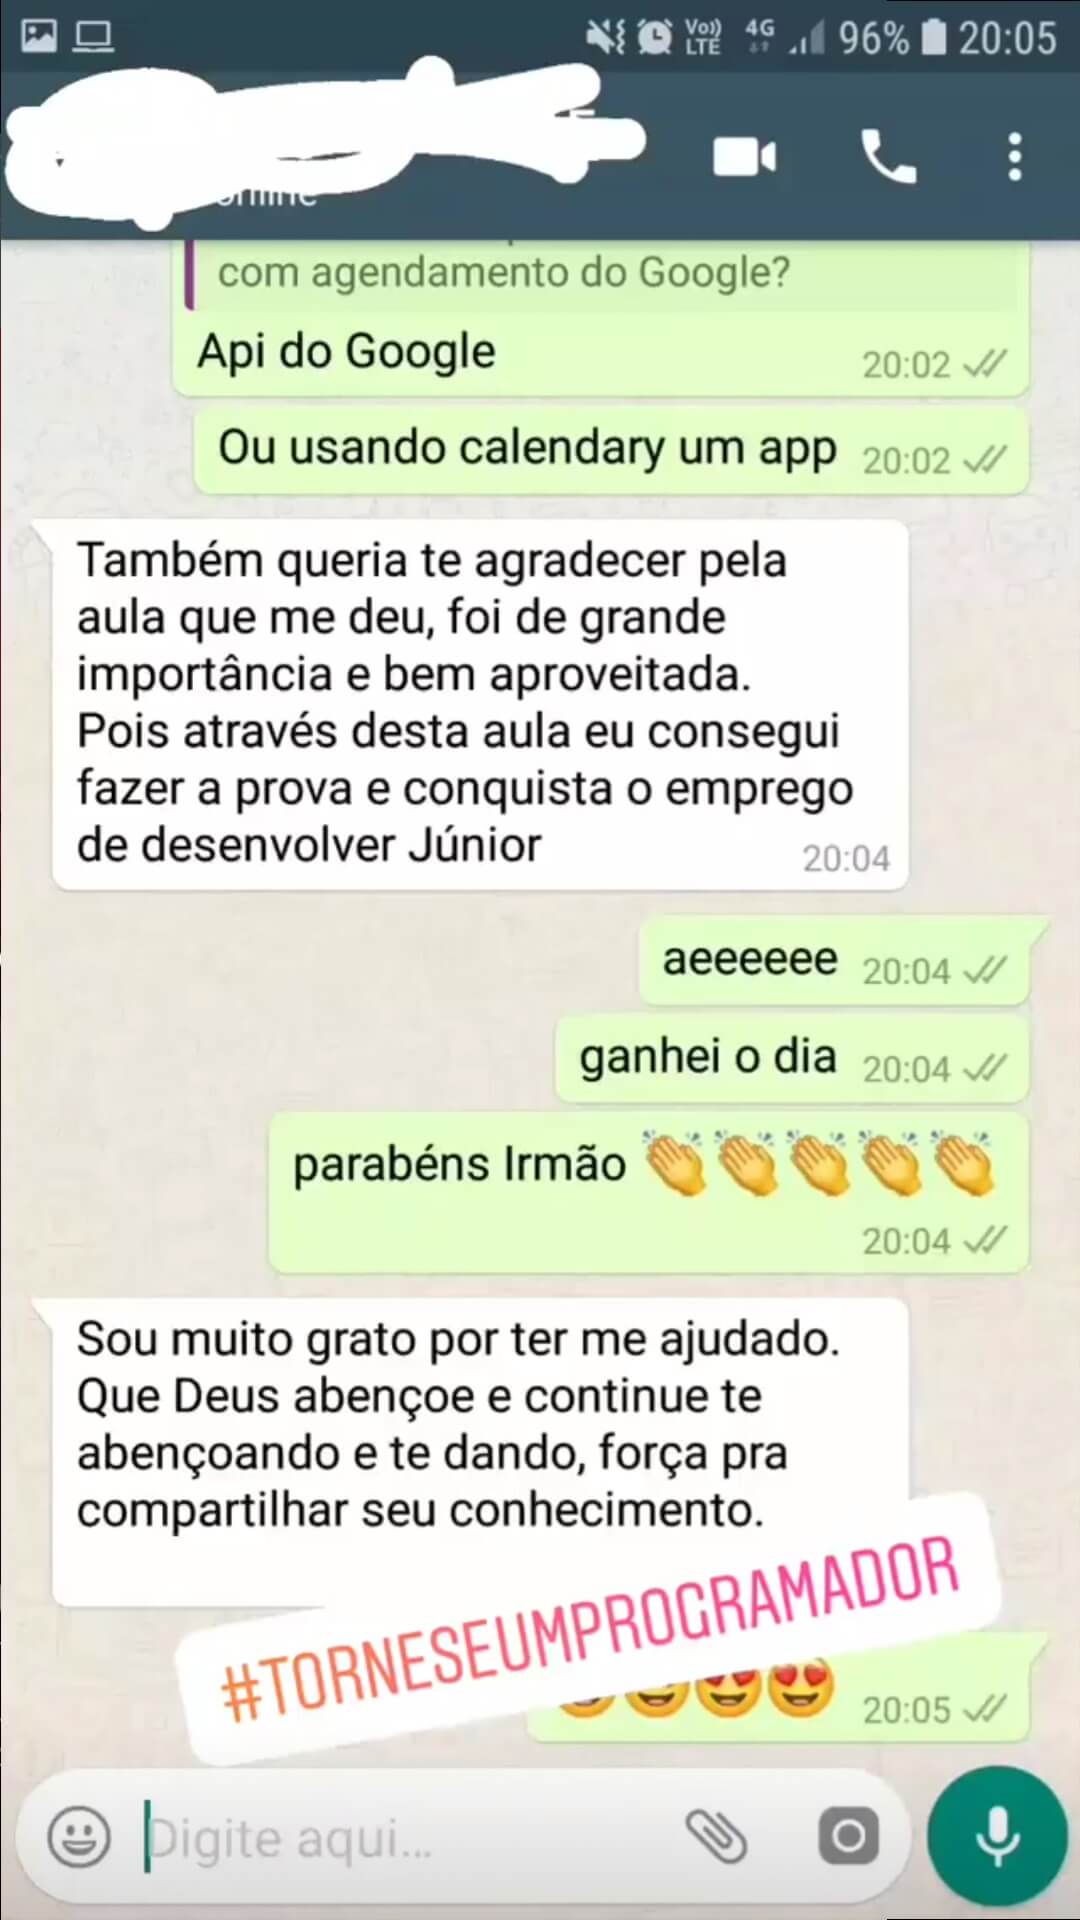 Vo))
LTE
4G
96%
20:05
online
com agendamento do Google?
Api do Google
20:02
Ou usando calendary um app
20:02
Também queria te agradecer pela
aula que me deu, foi de grande
importância e bem aproveitada.
Pois através desta aula eu consegui
fazer a prova e conquista o emprego
de desenvolver Júnior
20:04
aeeeeee
20:04
ganhei o dia
20:04
parabéns Irmão 👏👏👏👏👏
20:04
Sou muito grato por ter me ajudado.
Que Deus abençoe e continue te
abençoando e te dando, força pra
compartilhar seu conhecimento.
#TORNESEUMPROGRAMADOR
😍😍😍😍
20:05
Digite aqui...